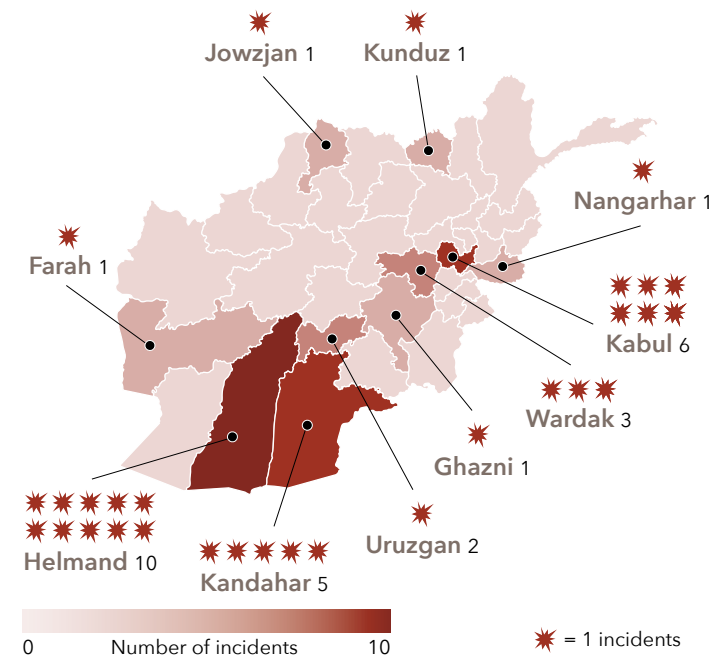 Jowzjan 1
Kunduz 1
Nangarhar 1
Farah 1
Kabul 6
Wardak 3
Ghazni 1
Uruzgan 2
Helmand 10
Kandahar 5
0 Number of incidents 10
= 1 incidents